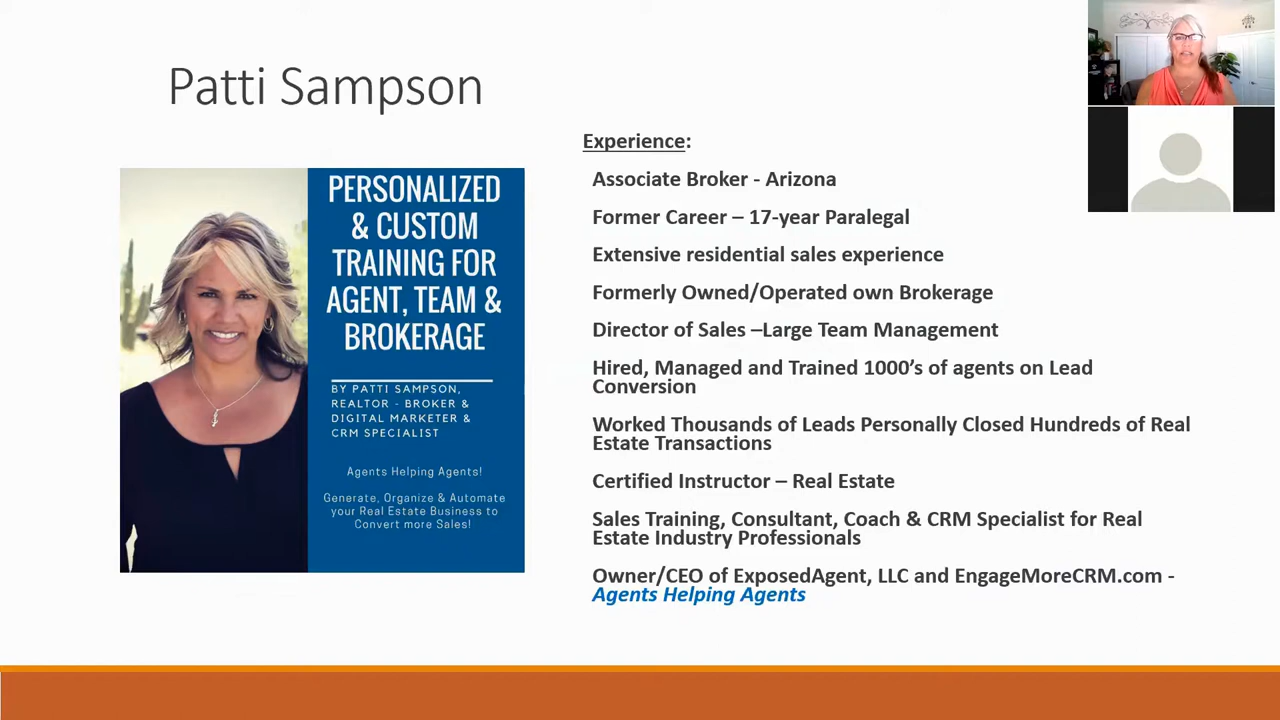 Patti Sampson
PERSONALIZED
& CUSTOM
TRAINING FOR
AGENT, TEAM &
BROKERAGE
BY PATTI SAMPSON,
REALTOR - BROKER &
DIGITAL MARKETER &
CRM SPECIALIST
Agents Helping Agents!
Generate, Organize & Automate
your Real Estate Business to
Convert more Sales!
Experience:
Associate Broker - Arizona
Former Career – 17-year Paralegal
Extensive residential sales experience
Formerly Owned/Operated own Brokerage
Director of Sales –Large Team Management
Hired, Managed and Trained 1000’s of agents on Lead
Conversion
Worked Thousands of Leads Personally Closed Hundreds of Real
Estate Transactions
Certified Instructor – Real Estate
Sales Training, Consultant, Coach & CRM Specialist for Real
Estate Industry Professionals
Owner/CEO of ExposedAgent, LLC and EngageMoreCRM.com -
Agents Helping Agents